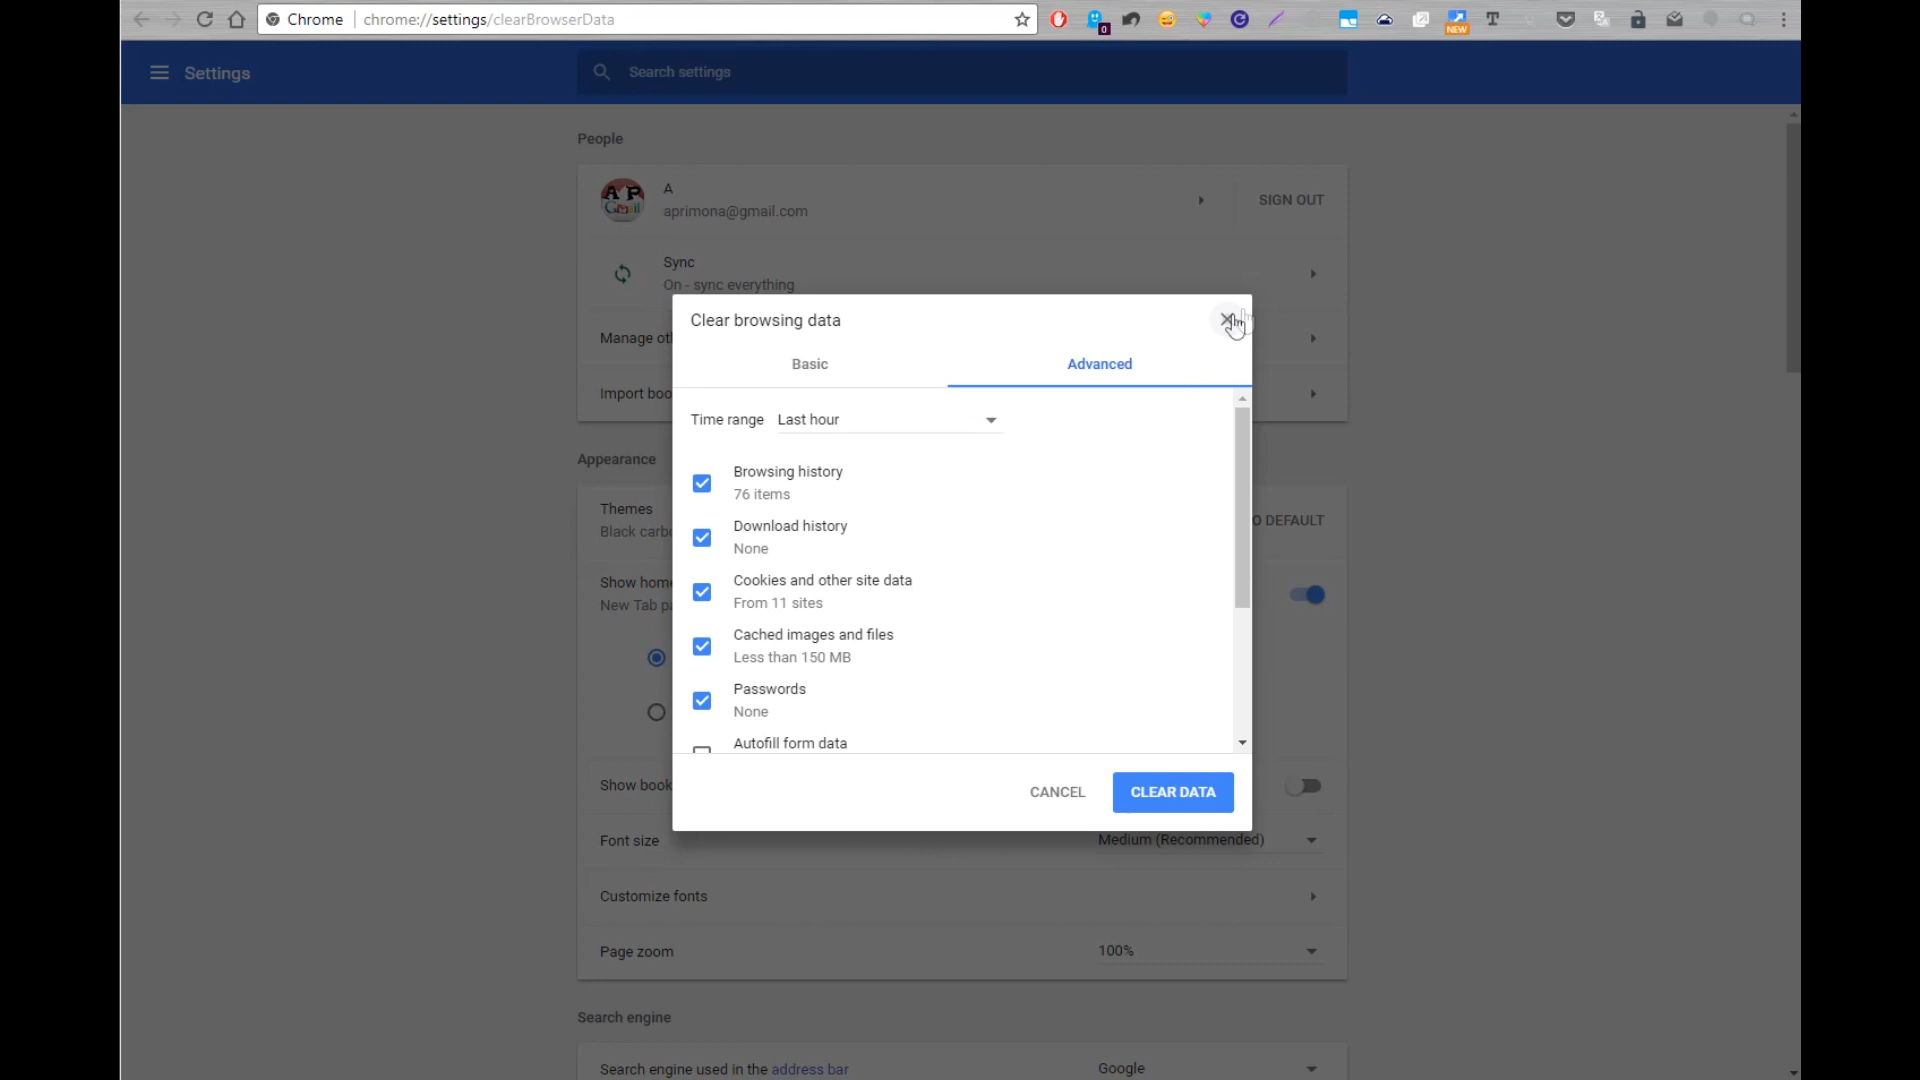 Chrome chrome://settings/clearBrowserData
0
NEW
T
Settings
Search settings
People
A P
Gmail
A
aprimona@gmail.com
SIGN OUT
Sync
On - sync everything
Clear browsing data
Manage ot
Basic
Advanced
Import boo
Time range Last hour
Appearance
Browsing history
76 items
Themes
Black carb
O DEFAULT
Download history
None
Show hom
New Tab p
Cookies and other site data
From 11 sites
Cached images and files
Less than 150 MB
Passwords
None
Autofill form data
Show book
CANCEL
CLEAR DATA
Font size
Medium (Recommended)
Customize fonts
Page zoom
100%
Search engine
Search engine used in the address bar
Google